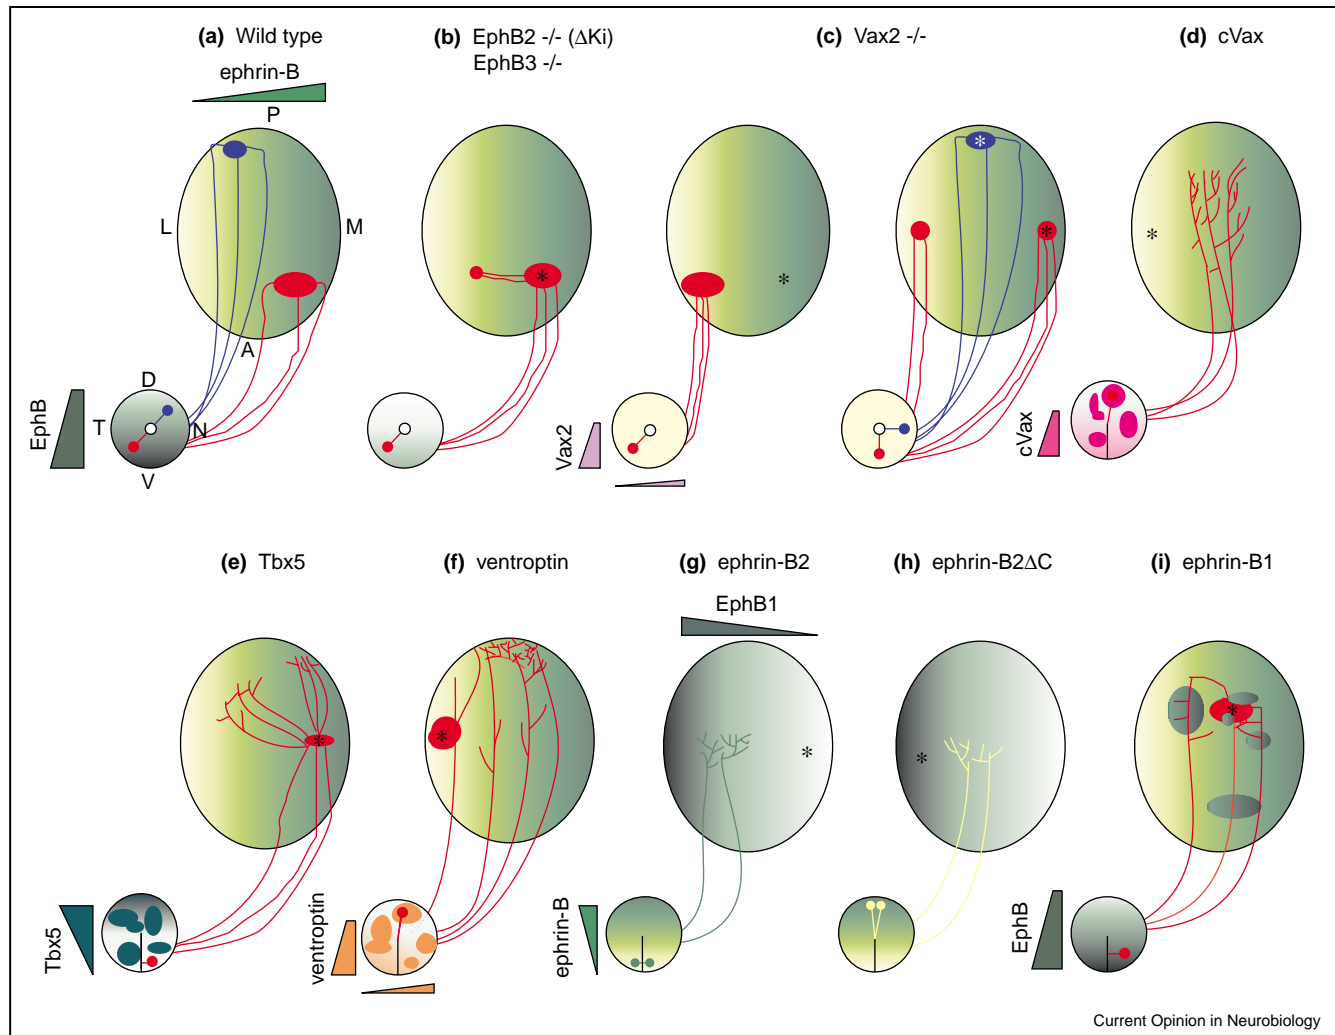 (a) Wild type
(b) EphB2 -/- (ΔKi)
EphB3 -/-
(c) Vax2 -/-
(d) cVax
ephrin-B
P
L
M
A
D
T
N
V
EphB
*
*
*
*
*
Vax2
cVax
(e) Tbx5
(f) ventroptin
(g) ephrin-B2
(h) ephrin-B2ΔC
(i) ephrin-B1
EphB1
*
*
*
*
*
Tbx5
ventroptin
ephrin-B
EphB
Current Opinion in Neurobiology